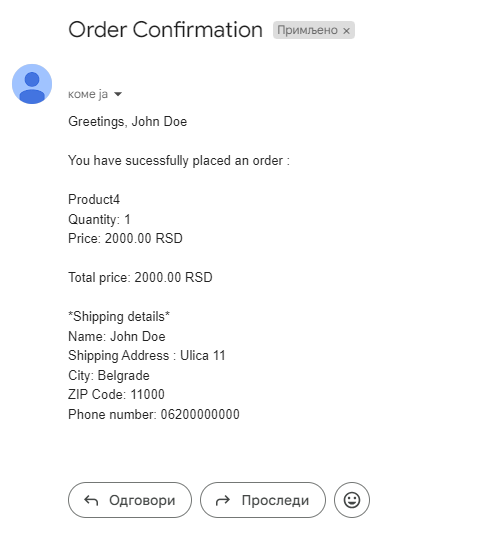 Order Confirmation Примљено ×
коме ја
Greetings, John Doe
You have sucessfully placed an order :
Product4
Quantity: 1
Price: 2000.00 RSD
Total price: 2000.00 RSD
*Shipping details*
Name: John Doe
Shipping Address : Ulica 11
City: Belgrade
ZIP Code: 11000
Phone number: 06200000000
Одговори Проследи